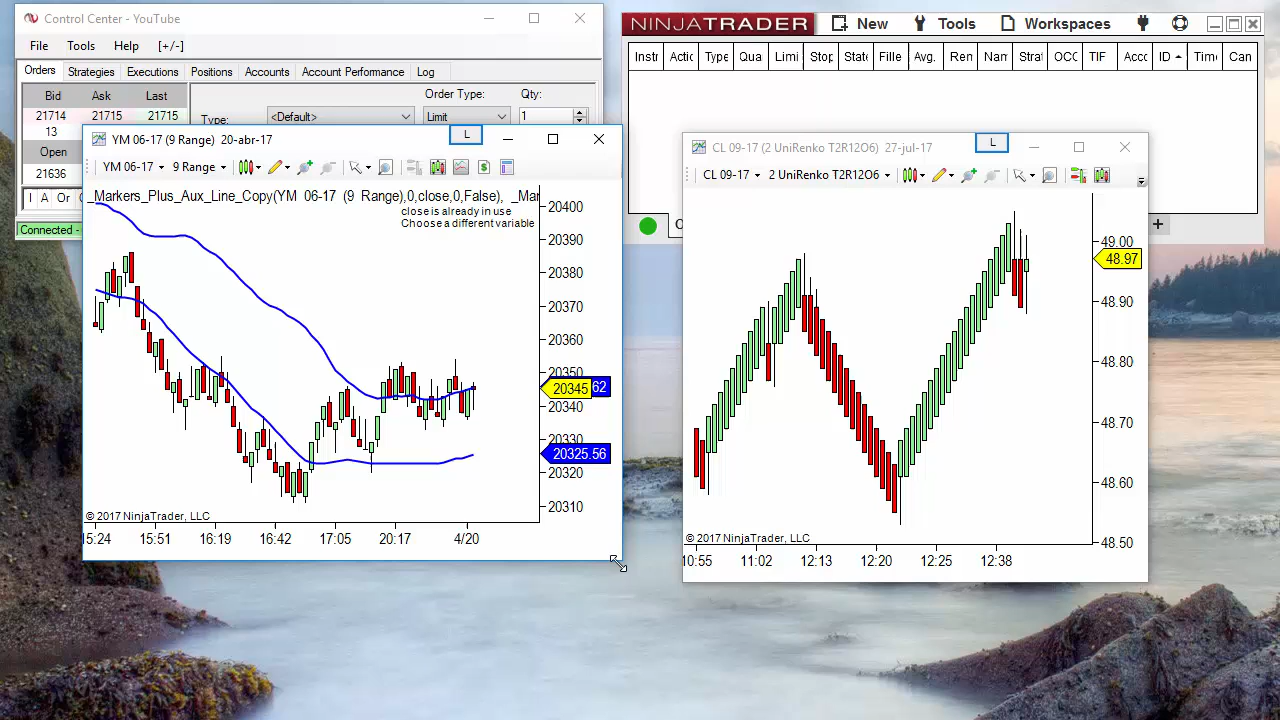 Control Center - YouTube
File Tools Help [+/-]
Orders Strategies Executions Positions Accounts Account Performance Log
Bid Ask Last
Order Type: Qty:
21714 21715 21715
Type: <Default> Limit 1
13
Open
21636
I A Or
Connected -
NINJATRADER New Tools Workspaces
Instr Actic Type Qua Limi Stop State Fille Avg. Ren Nam Strat OCC TIF Acco ID Time Can
YM 06-17 (9 Range) 20-abr-17 L
YM 06-17 9 Range
_Markers_Plus_Aux_Line_Copy(YM 06-17 (9 Range),0,close,0,False), _Mar
close is already in use
Choose a different variable
20400
20390
20380
20370
20360
20350
20345 62
20340
20330
20325.56
20320
20310
© 2017 NinjaTrader, LLC
15:24 15:51 16:19 16:42 17:05 20:17 4/20
CL 09-17 (2 UniRenko T2R12O6) 27-jul-17 L
CL 09-17 2 UniRenko T2R12O6
49.00
48.97
48.90
48.80
48.70
48.60
48.50
© 2017 NinjaTrader, LLC
10:55 11:02 12:13 12:20 12:25 12:38
+